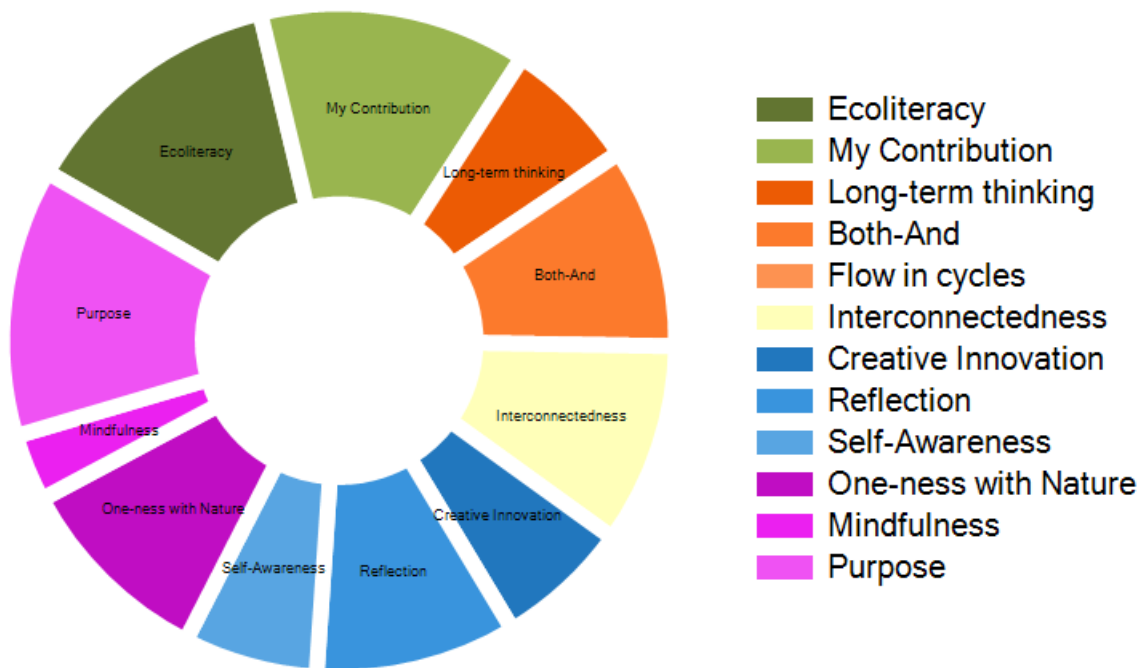 My Contribution
Ecoliteracy
Long-term thinking
Both-And
Purpose
Interconnectedness
Mindfulness
One-ness with Nature
Creative Innovation
Self-Awareness
Reflection
Ecoliteracy
My Contribution
Long-term thinking
Both-And
Flow in cycles
Interconnectedness
Creative Innovation
Reflection
Self-Awareness
One-ness with Nature
Mindfulness
Purpose